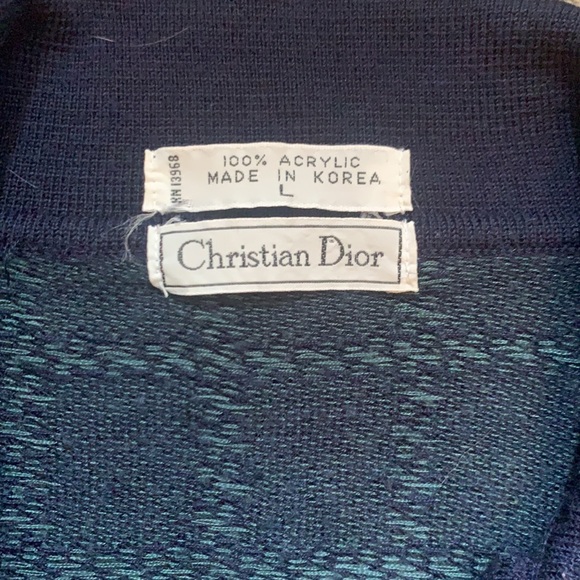 100% ACRYLIC
MADE IN KOREA
L
RN13968
Christian Dior